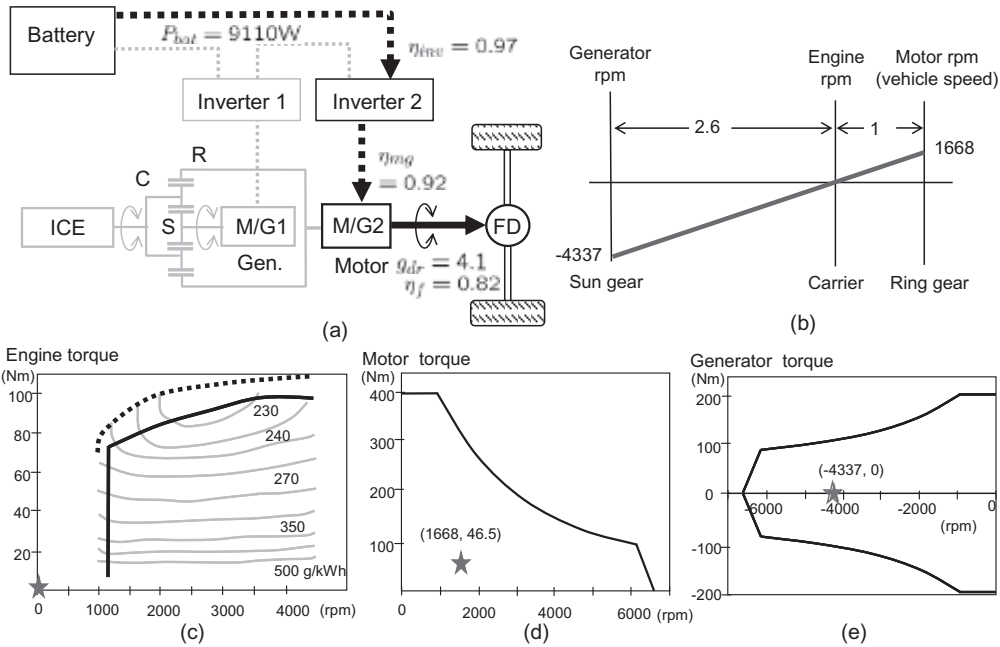 Battery
P_bat = 9110W
η_inv = 0.97
Inverter 1
Inverter 2
R
η_mg
= 0.92
C
ICE
S
M/G1
M/G2
FD
Gen.
Motor
g_dr = 4.1
η_f = 0.82
(a)
Generator
rpm
Engine
rpm
Motor rpm
(vehicle speed)
2.6
1
1668
-4337
Sun gear
Carrier
Ring gear
(b)
Engine torque
(Nm)
100
80
60
40
20
230
240
270
350
500 g/kWh
0
1000
2000
3000
4000
(rpm)
(c)
Motor torque
(Nm)
400
300
200
100
(1668, 46.5)
0
2000
4000
6000
(rpm)
(d)
Generator torque
(Nm)
200
100
0
-100
-200
(-4337, 0)
-6000
-4000
-2000
0
(rpm)
(e)